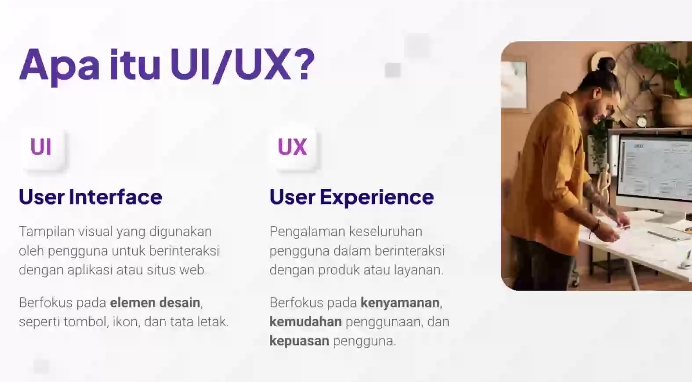 Apa itu UI/UX?
UI
User Interface
Tampilan visual yang digunakan
oleh pengguna untuk berinteraksi
dengan aplikasi atau situs web.
Berfokus pada elemen desain,
seperti tombol, ikon, dan tata letak.
UX
User Experience
Pengalaman keseluruhan
pengguna dalam berinteraksi
dengan produk atau layanan.
Berfokus pada kenyamanan,
kemudahan penggunaan, dan
kepuasan pengguna.